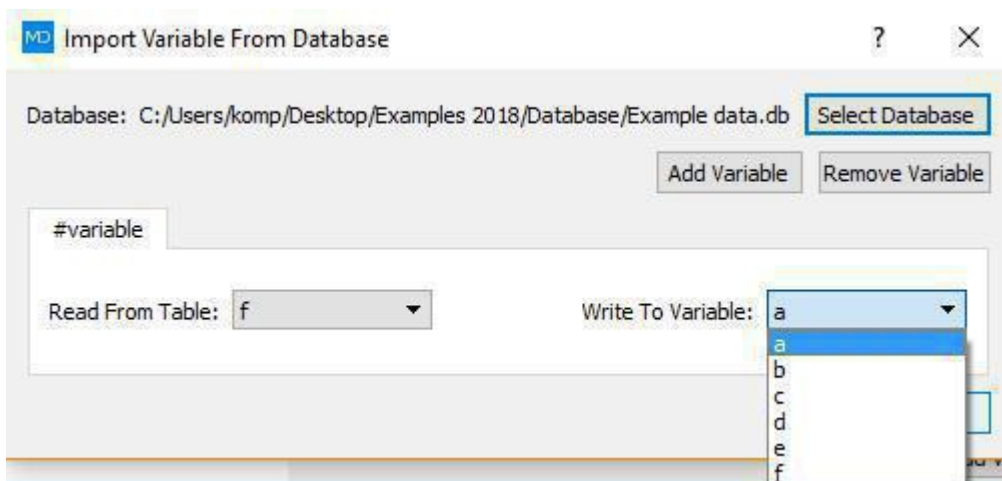 MD Import Variable From Database ?
Database: C:/Users/komp/Desktop/Examples 2018/Database/Example data.db Select Database
Add Variable Remove Variable
#variable
Read From Table: f Write To Variable: a
a
b
c
d
e
f